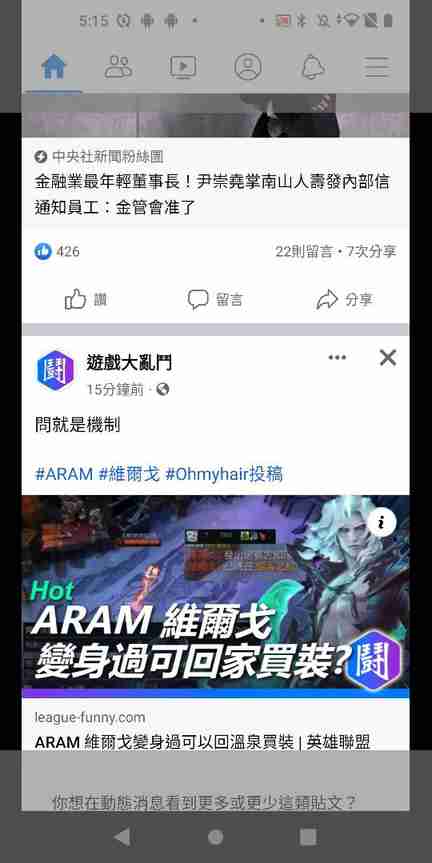 5:15
中央社新聞粉絲團
金融業最年輕董事長！尹崇堯掌南山人壽發內部信
通知員工：金管會准了
426
22則留言・7次分享
讚
留言
分享
遊戲大亂鬥
15分鐘前・
問就是機制
#ARAM #維爾戈 #Ohmyhair投稿
Hot
ARAM 維爾戈
變身過可回家買裝?
鬪
league-funny.com
ARAM 維爾戈變身過可以回溫泉買裝 | 英雄聯盟
你想在動態消息看到更多或更少這類貼文？